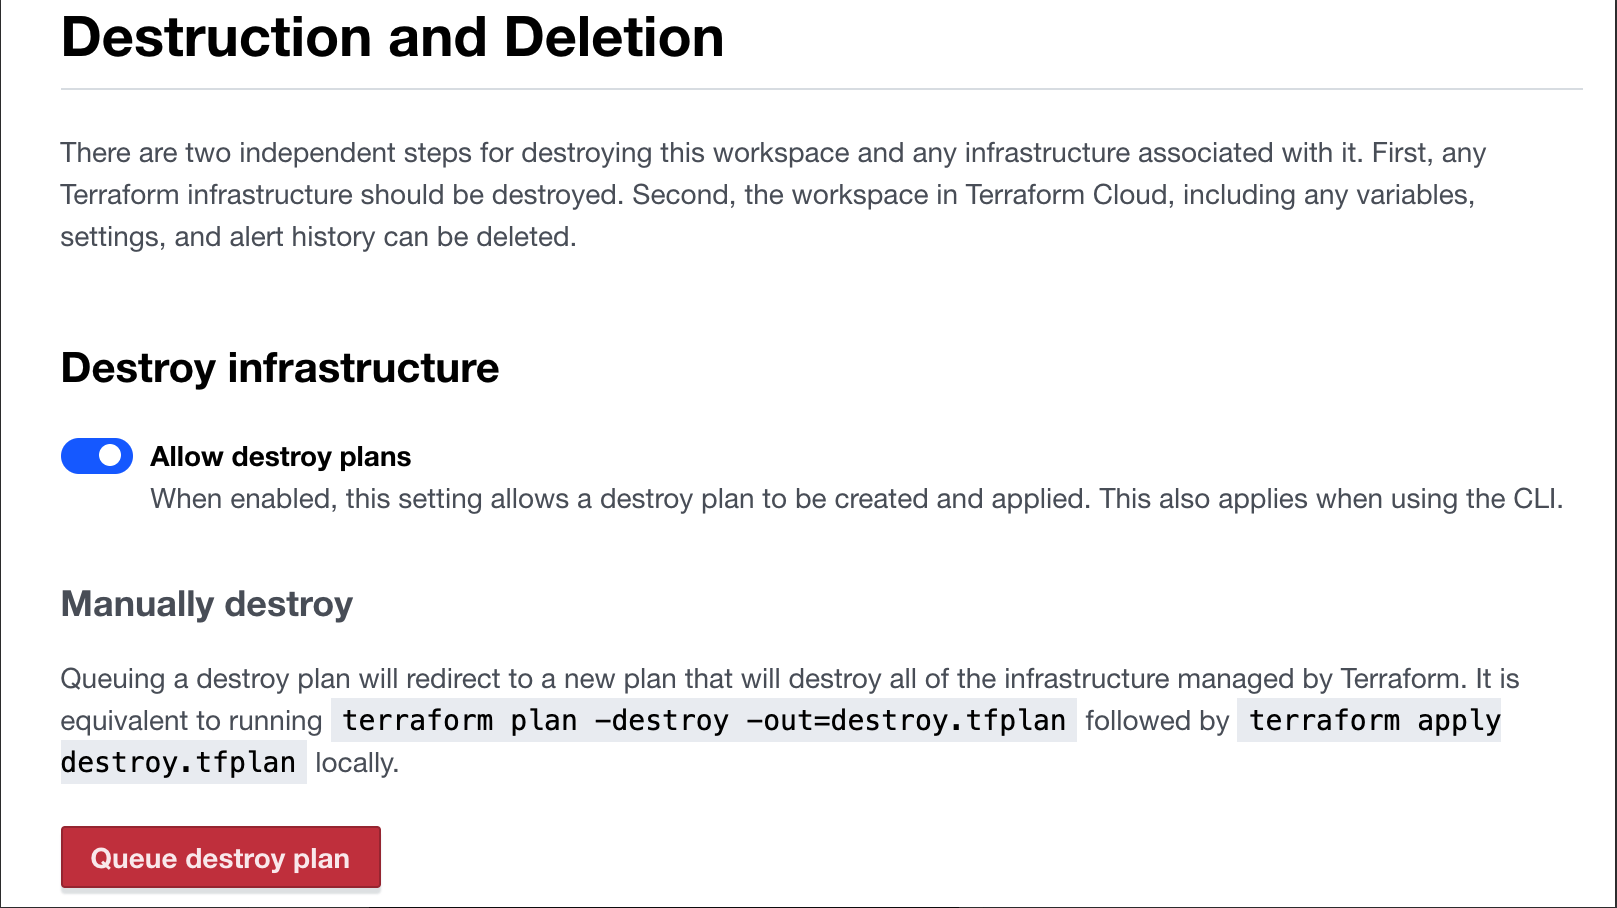 Destruction and Deletion
There are two independent steps for destroying this workspace and any infrastructure associated with it. First, any
Terraform infrastructure should be destroyed. Second, the workspace in Terraform Cloud, including any variables,
settings, and alert history can be deleted.
Destroy infrastructure
Allow destroy plans
When enabled, this setting allows a destroy plan to be created and applied. This also applies when using the CLI.
Manually destroy
Queuing a destroy plan will redirect to a new plan that will destroy all of the infrastructure managed by Terraform. It is
equivalent to running terraform plan -destroy -out=destroy.tfplan followed by terraform apply
destroy.tfplan locally.
Queue destroy plan